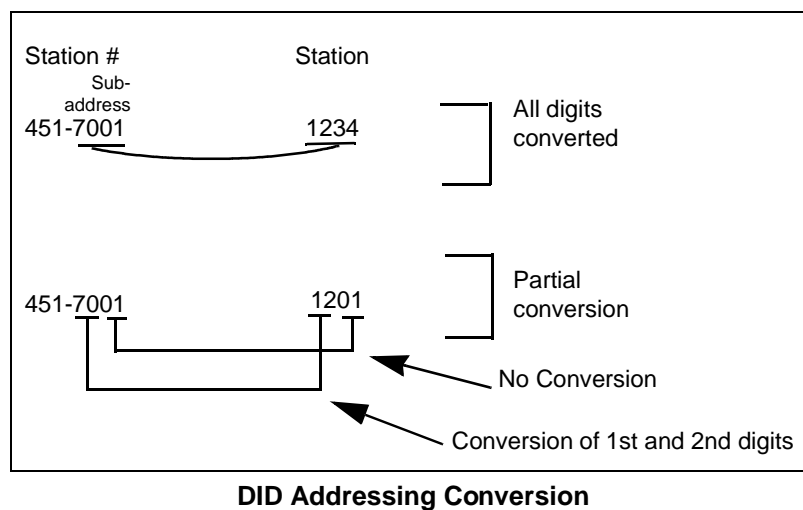 Station #
Station
Sub-
address
451-7001
1234
All digits
converted
451-7001
1201
Partial
conversion
No Conversion
Conversion of 1st and 2nd digits
DID Addressing Conversion